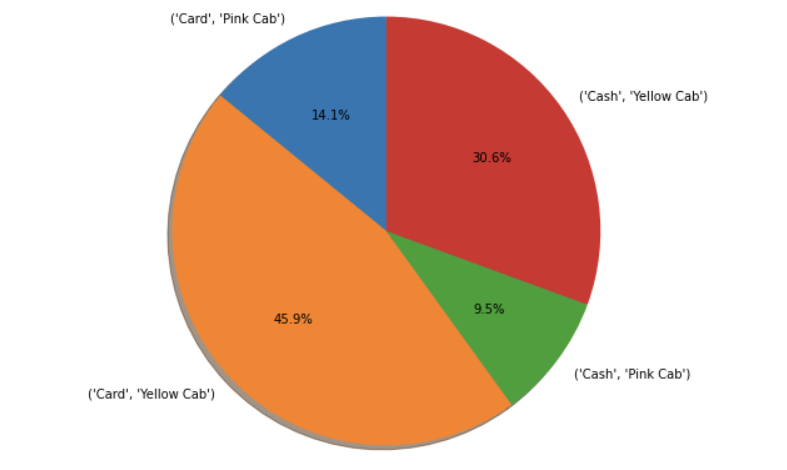 ('Card', 'Pink Cab')
14.1%
('Cash', 'Yellow Cab')
30.6%
9.5%
45.9%
('Cash', 'Pink Cab')
('Card', 'Yellow Cab')